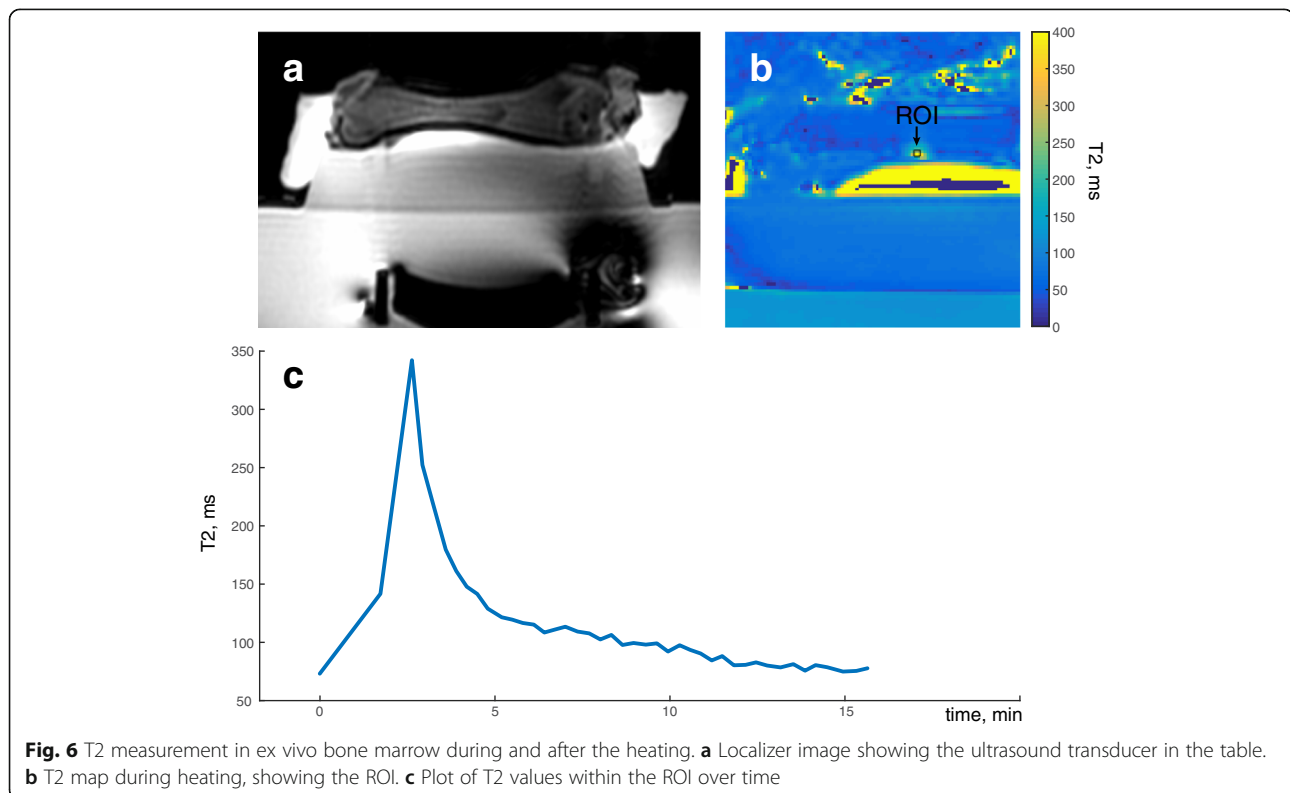 a
b
ROI
400
350
300
250
200
150
100
50
0
T2, ms
c
350
300
250
200
150
100
50
T2, ms
0
5
10
15
time, min
Fig. 6 T2 measurement in ex vivo bone marrow during and after the heating. a Localizer image showing the ultrasound transducer in the table.
b T2 map during heating, showing the ROI. c Plot of T2 values within the ROI over time